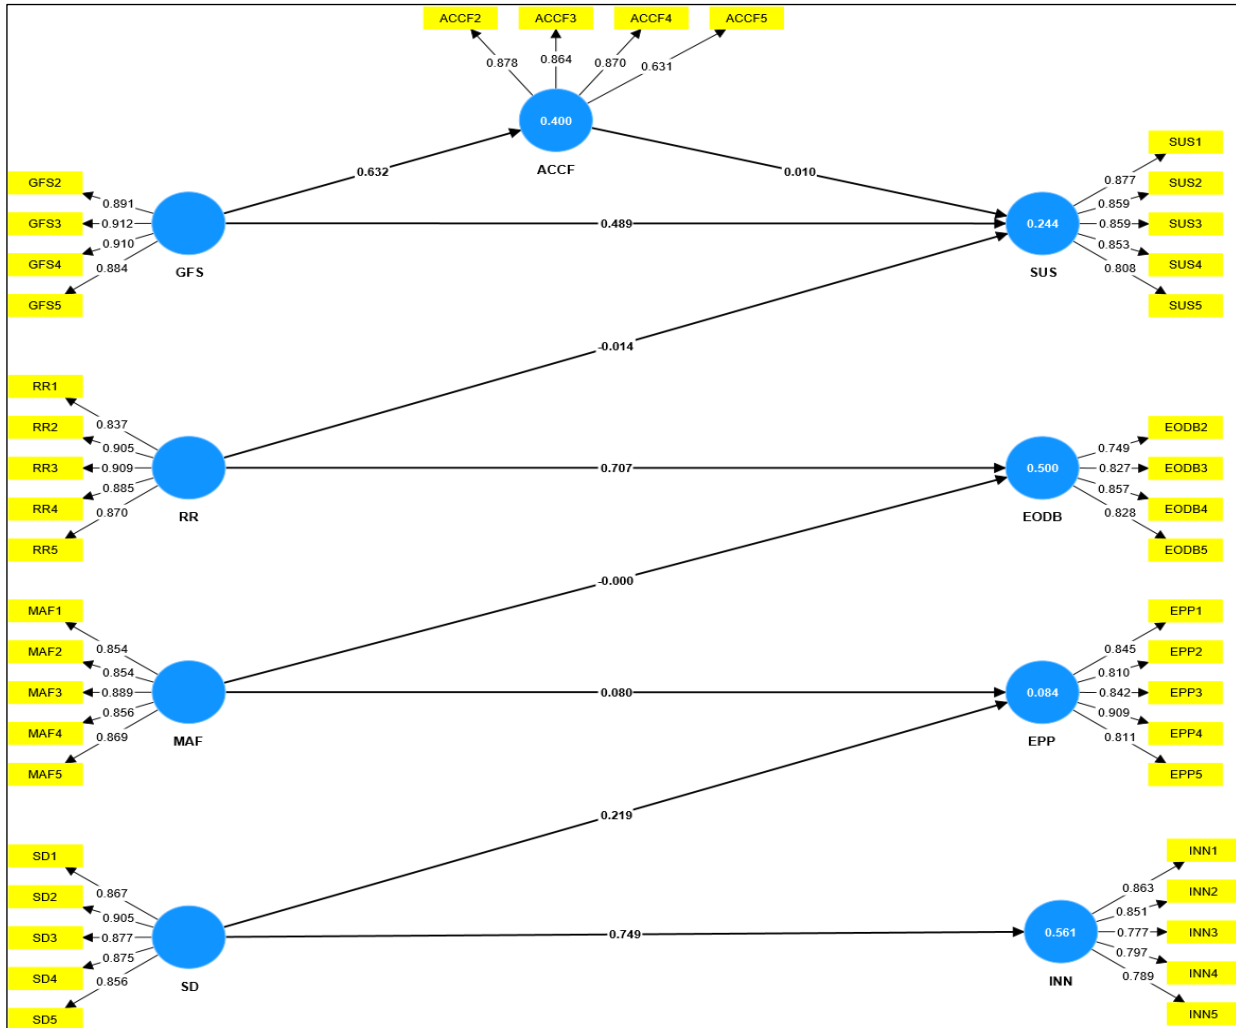 ACCF2 ACCF3 ACCF4 ACCF5
0.878 0.864 0.870 0.631
0.400
ACCF
0.632
0.010
GFS2
GFS3
GFS4
GFS5
0.891
0.912
0.910
0.884
GFS
0.489
0.244
SUS
0.877
0.859
0.859
0.853
0.808
SUS1
SUS2
SUS3
SUS4
SUS5
-0.014
RR1
RR2
RR3
RR4
RR5
0.837
0.905
0.909
0.885
0.870
RR
0.707
0.500
EODB
0.749
0.827
0.857
0.828
EODB2
EODB3
EODB4
EODB5
-0.000
MAF1
MAF2
MAF3
MAF4
MAF5
0.854
0.854
0.889
0.856
0.869
MAF
0.080
0.084
EPP
0.845
0.810
0.842
0.909
0.811
EPP1
EPP2
EPP3
EPP4
EPP5
0.219
SD1
SD2
SD3
SD4
SD5
0.867
0.905
0.877
0.875
0.856
SD
0.749
0.561
INN
0.863
0.851
0.777
0.797
0.789
INN1
INN2
INN3
INN4
INN5